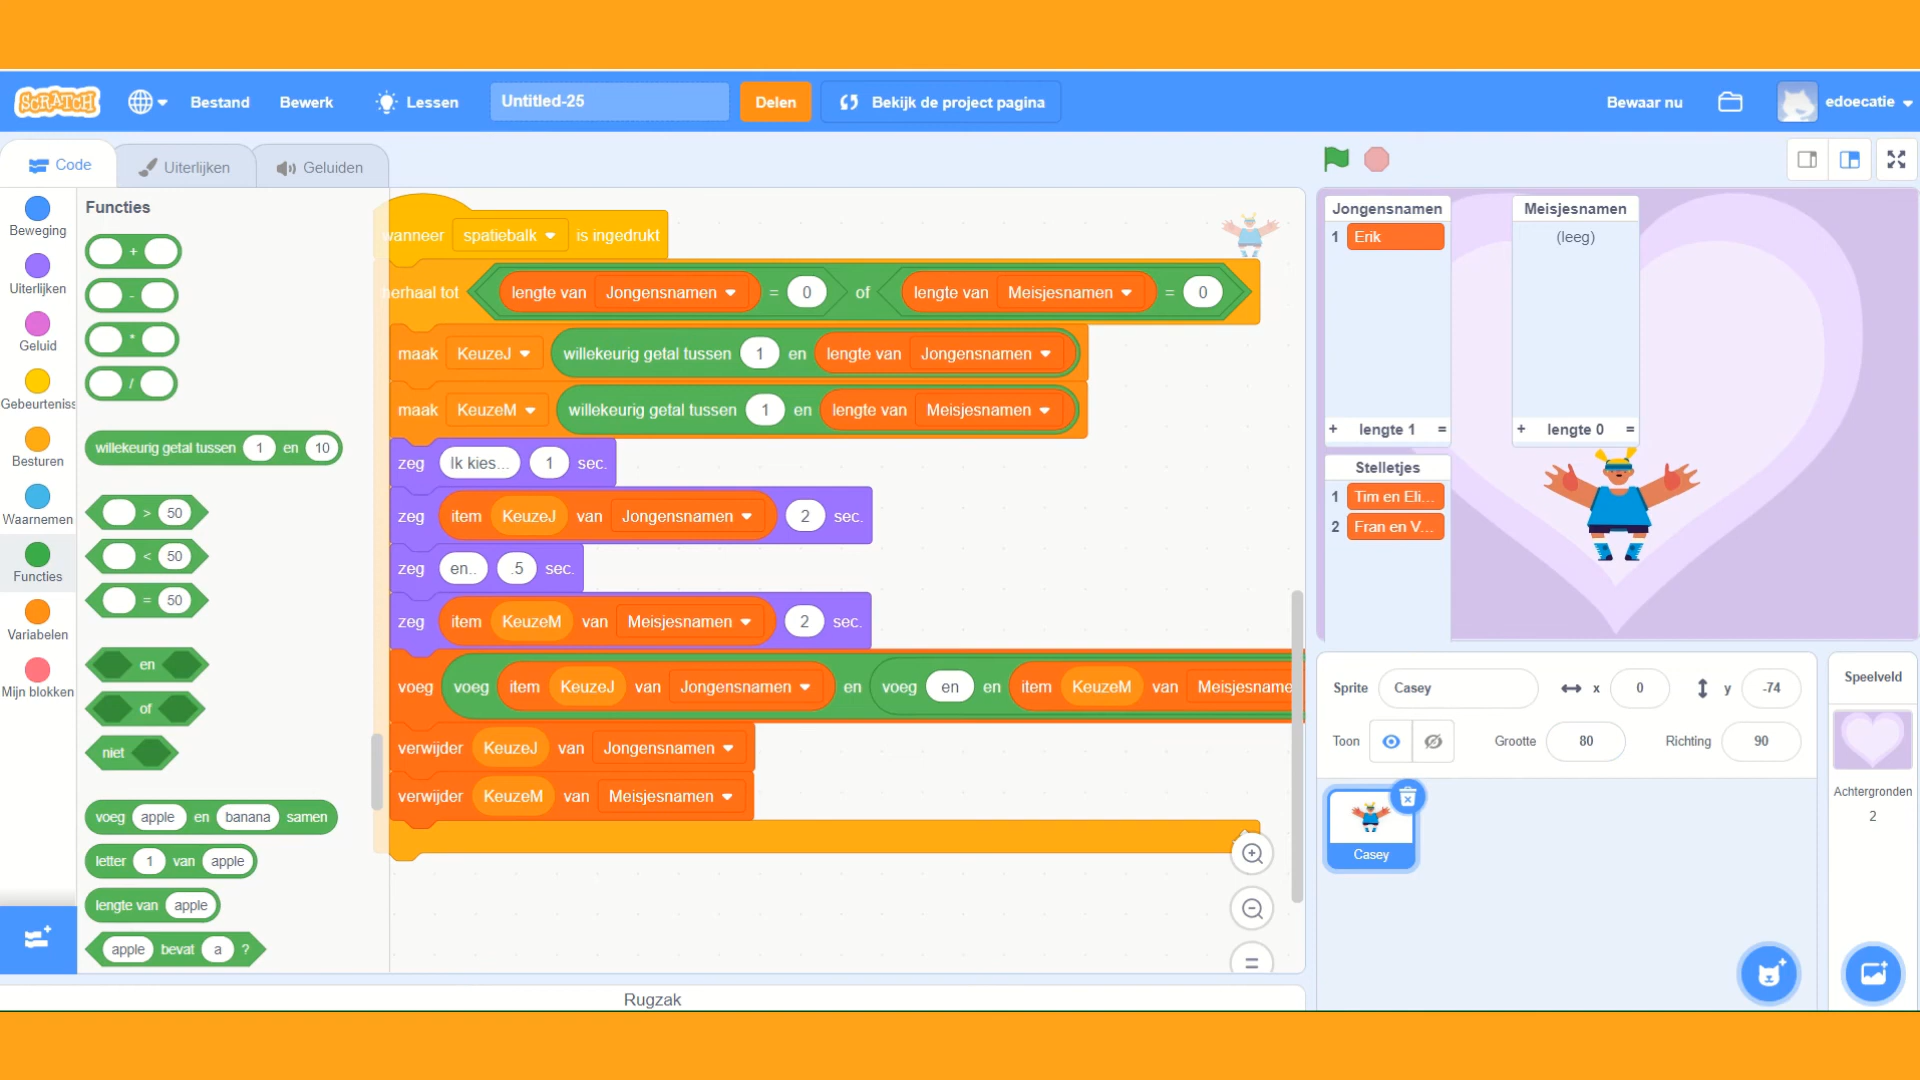 SCRATCH Bestand Bewerk Lessen Untitled-25 Delen Bekijk de project pagina Bewaar nu edoecatie
Code Uiterlijken Geluiden
Beweging
Uiterlijken
Geluid
Gebeurteniss
Besturen
Waarnemen
Functies
Variabelen
Mijn blokken
Functies
+
-
*
/
willekeurig getal tussen 1 en 10
> 50
< 50
= 50
en
of
niet
voeg apple en banana samen
letter 1 van apple
lengte van apple
apple bevat a ?
wanneer spatiebalk is ingedrukt
herhaal tot lengte van Jongensnamen = 0 of lengte van Meisjesnamen = 0
maak KeuzeJ willekeurig getal tussen 1 en lengte van Jongensnamen
maak KeuzeM willekeurig getal tussen 1 en lengte van Meisjesnamen
zeg Ik kies... 1 sec.
zeg item KeuzeJ van Jongensnamen 2 sec.
zeg en.. .5 sec.
zeg item KeuzeM van Meisjesnamen 2 sec.
voeg voeg item KeuzeJ van Jongensnamen en voeg en en item KeuzeM van Meisjesname
verwijder KeuzeJ van Jongensnamen
verwijder KeuzeM van Meisjesnamen
Rugzak
Jongensnamen
1 Erik
+ lengte 1 =
Meisjesnamen
(leeg)
+ lengte 0 =
Stelletjes
1 Tim en Eli...
2 Fran en V...
Sprite Casey x 0 y -74
Toon Grootte 80 Richting 90
Casey
Speelveld
Achtergronden
2